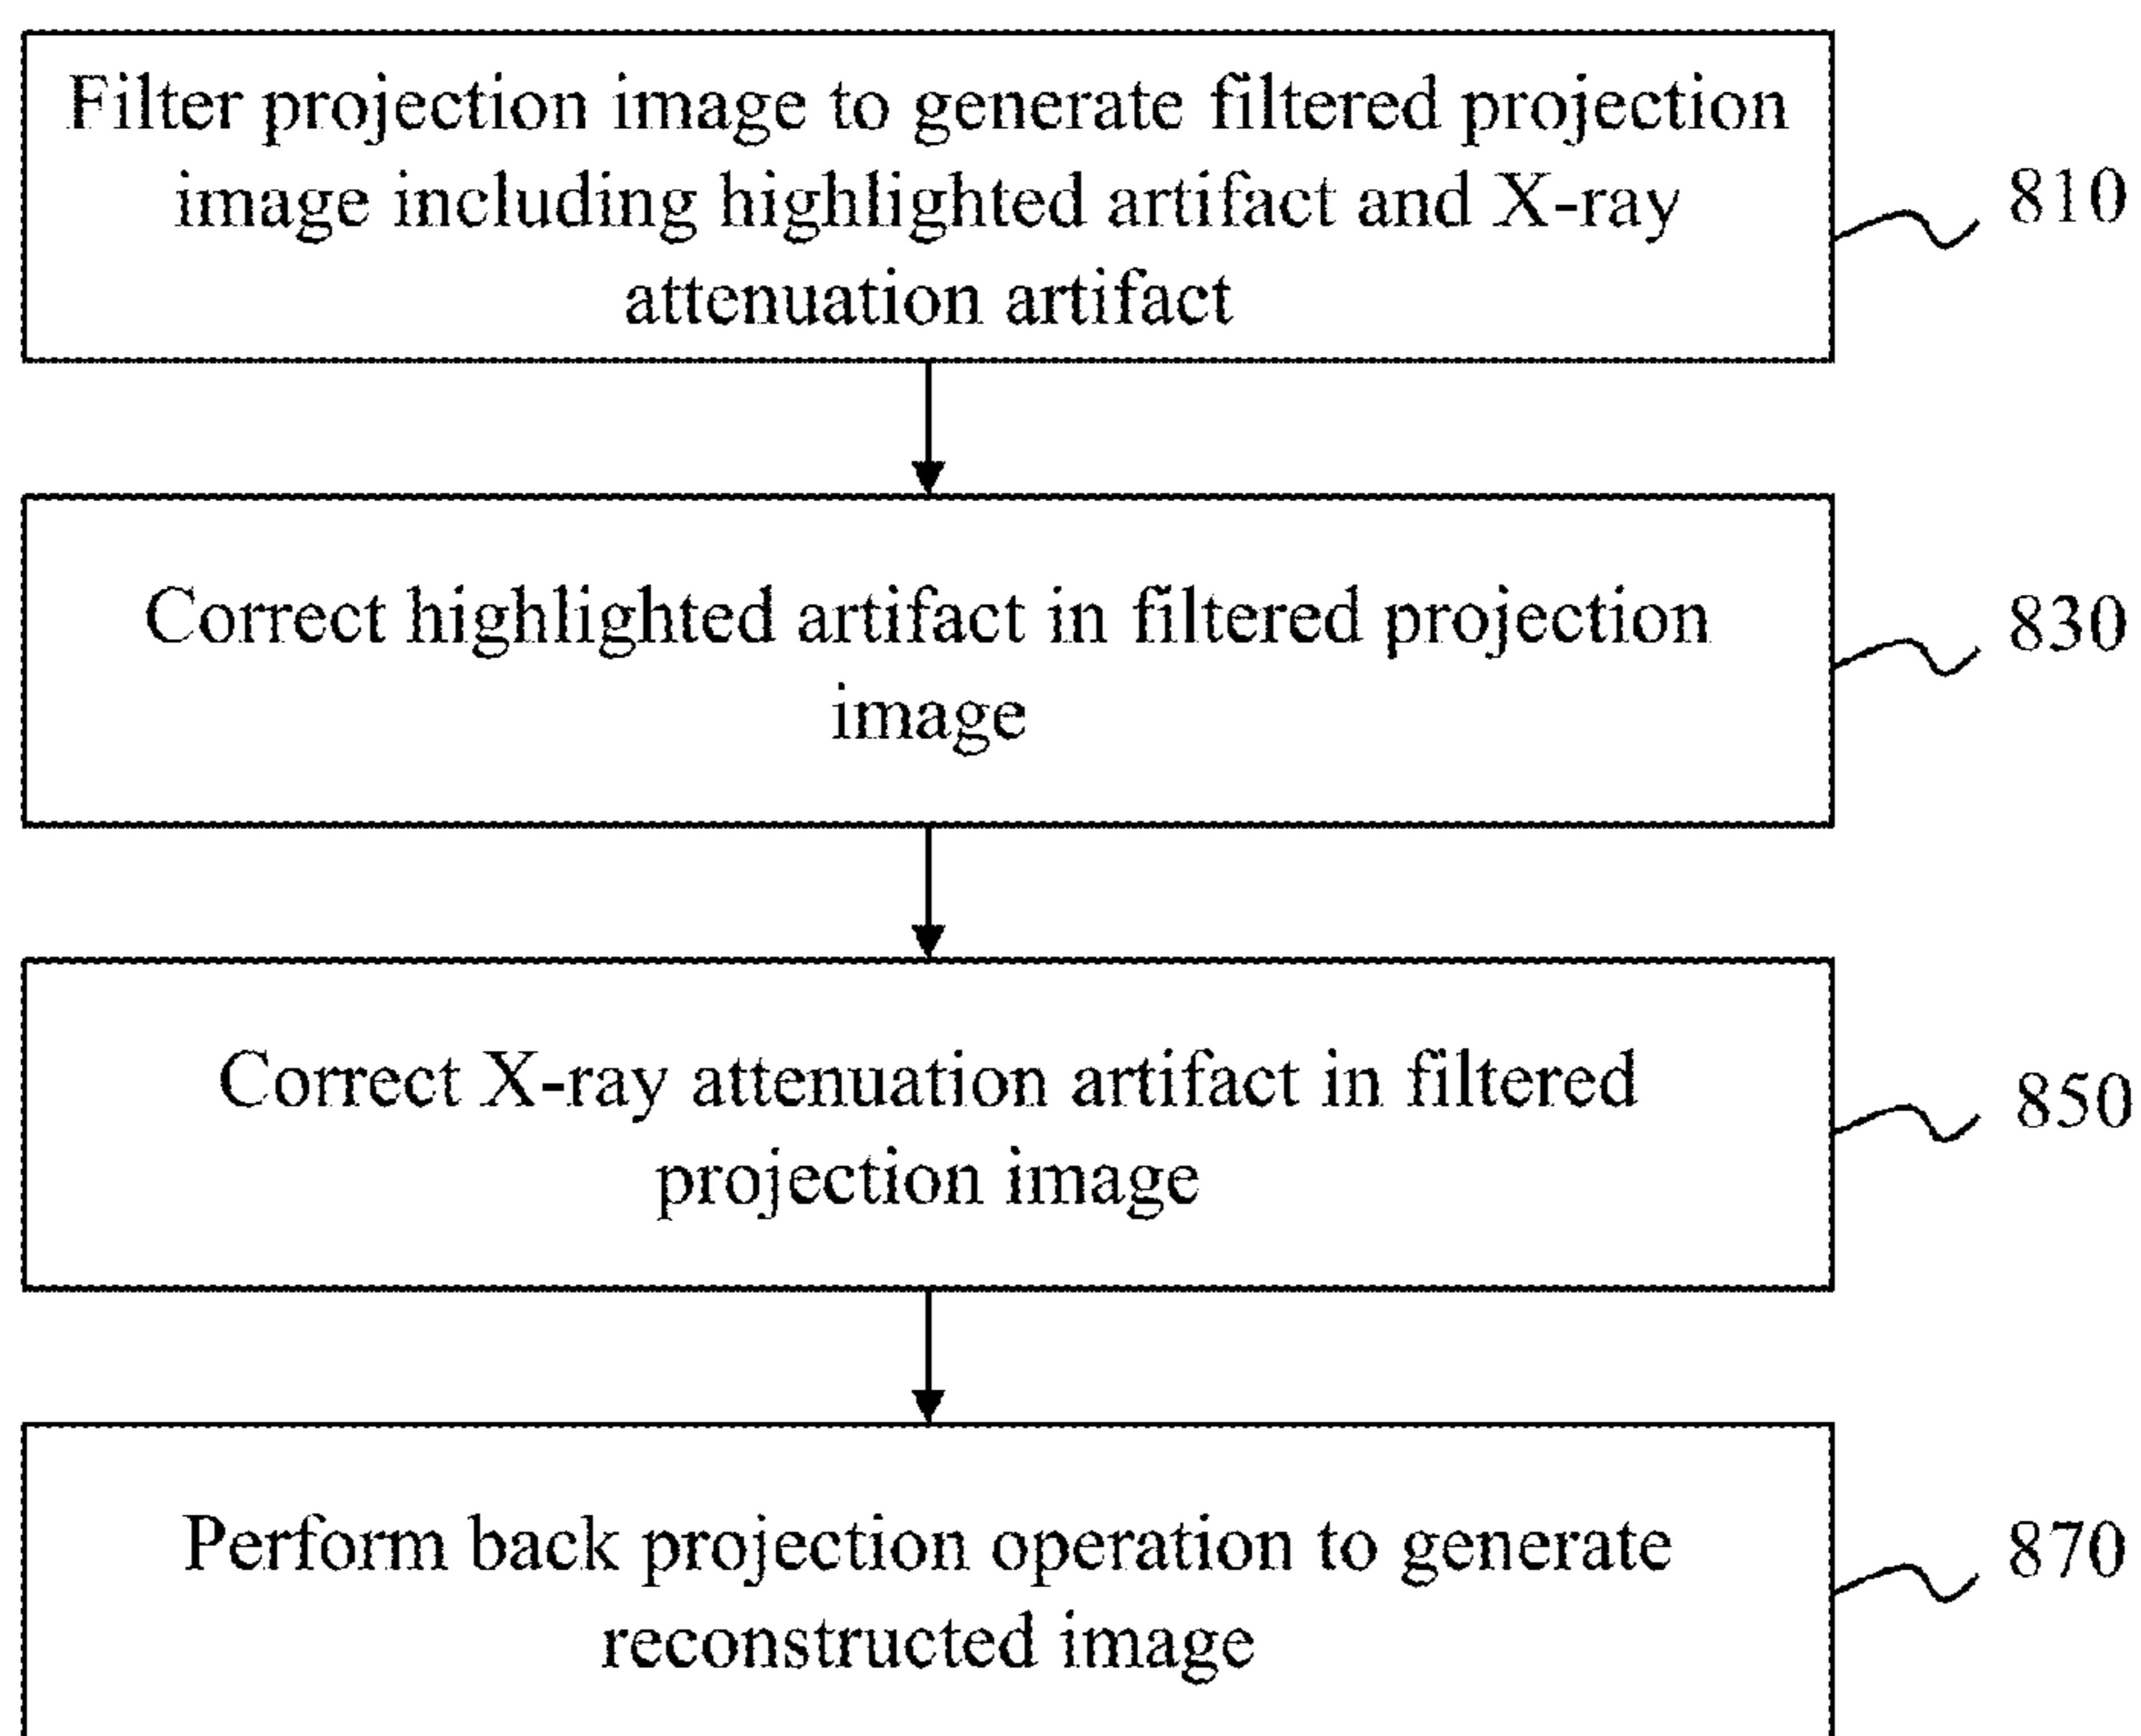 Filter projection image to generate filtered projection
image including highlighted artifact and X-ray
attenuation artifact
810
Correct highlighted artifact in filtered projection
image
830
Correct X-ray attenuation artifact in filtered
projection image
850
Perform back projection operation to generate
reconstructed image
870